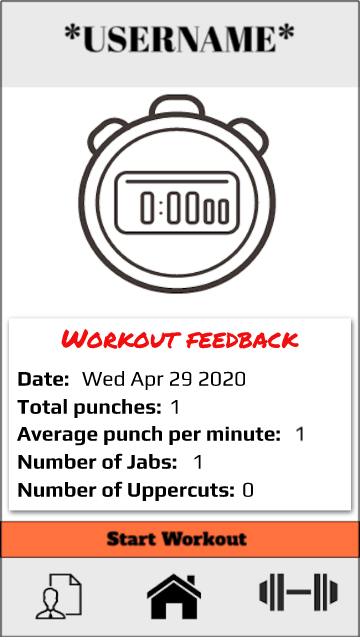 *USERNAME*
0:0000
Workout feedback
Date: Wed Apr 29 2020
Total punches: 1
Average punch per minute: 1
Number of Jabs: 1
Number of Uppercuts: 0
Start Workout